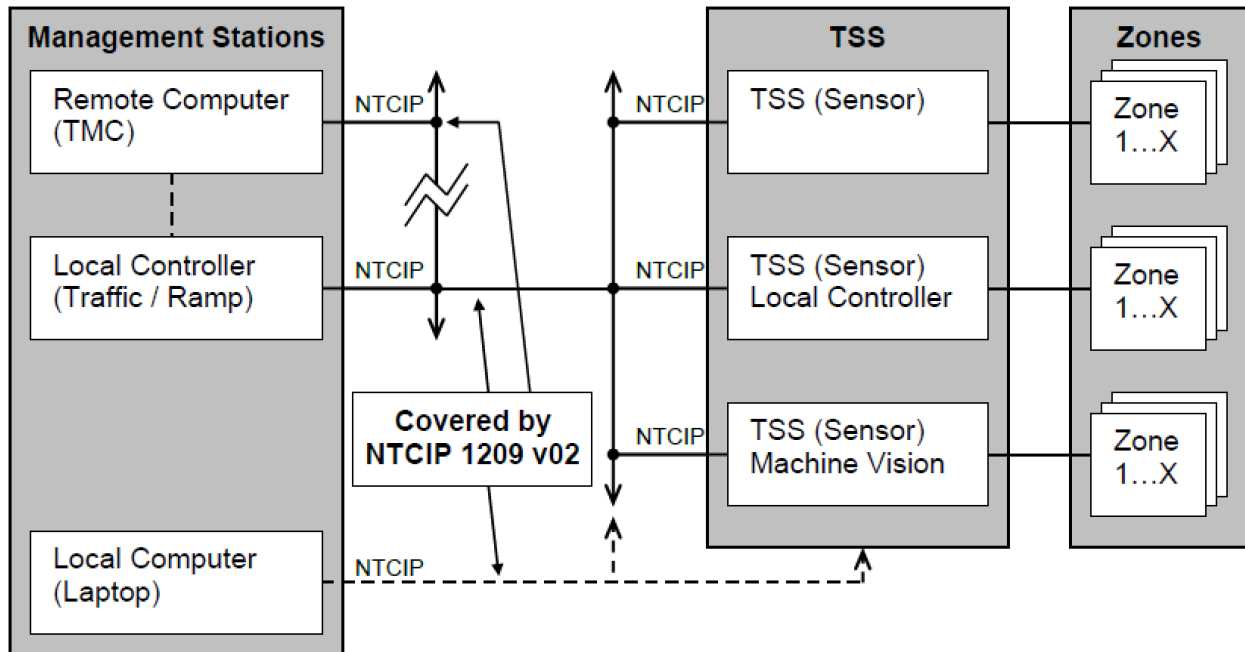 Management Stations
Remote Computer
(TMC)
Local Controller
(Traffic / Ramp)
Local Computer
(Laptop)
NTCIP
NTCIP
NTCIP
Covered by
NTCIP 1209 v02
NTCIP
NTCIP
NTCIP
TSS
TSS (Sensor)
TSS (Sensor)
Local Controller
TSS (Sensor)
Machine Vision
Zones
Zone
1…X
Zone
1…X
Zone
1…X